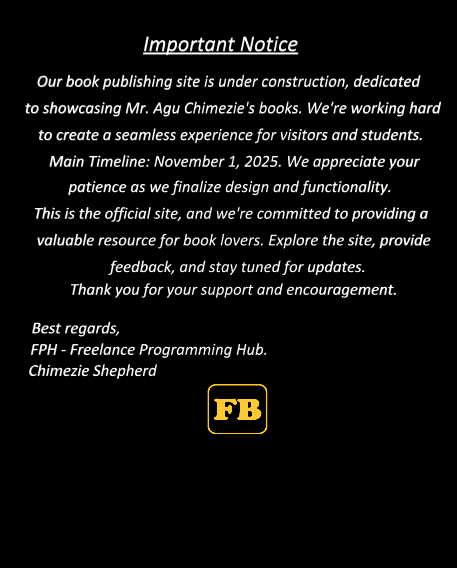 Important Notice
Our book publishing site is under construction, dedicated
to showcasing Mr. Agu Chimezie's books. We're working hard
to create a seamless experience for visitors and students.
Main Timeline: November 1, 2025. We appreciate your
patience as we finalize design and functionality.
This is the official site, and we're committed to providing a
valuable resource for book lovers. Explore the site, provide
feedback, and stay tuned for updates.
Thank you for your support and encouragement.
Best regards,
FPH - Freelance Programming Hub.
Chimezie Shepherd
FB